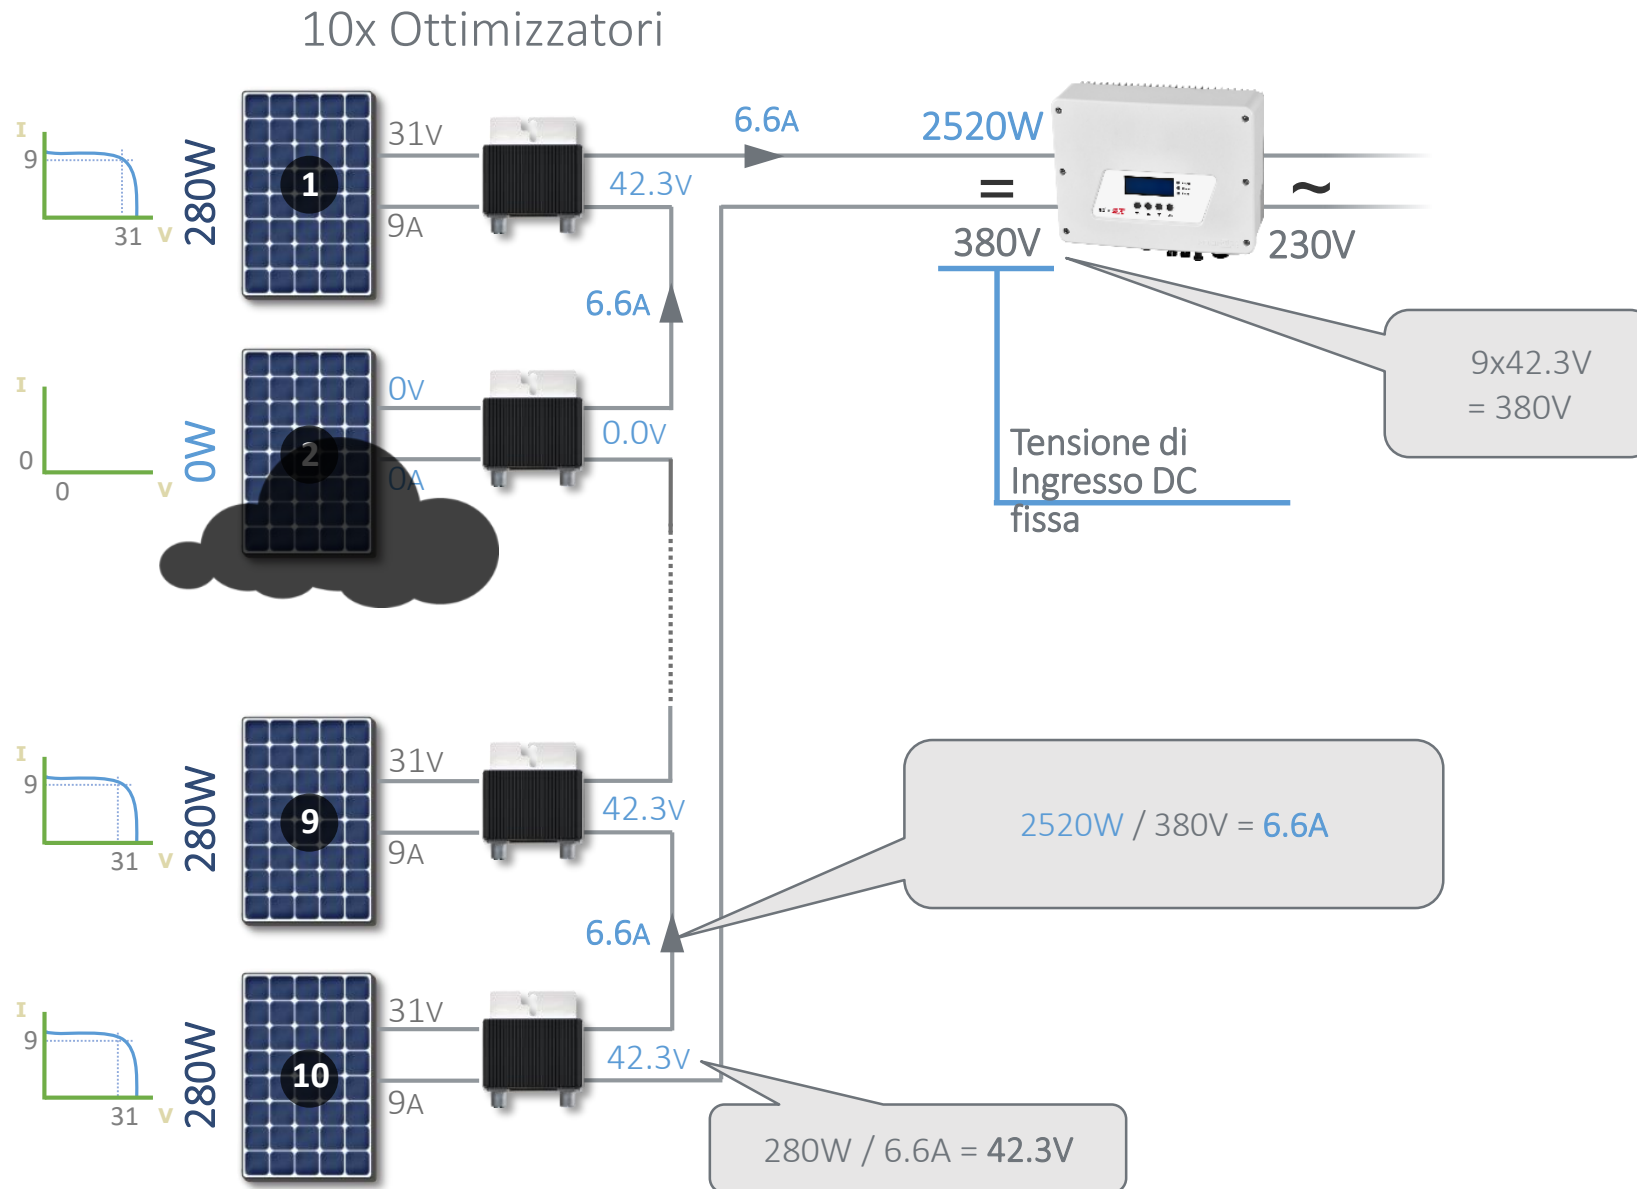 10x Ottimizzatori
I
9
31
V
280W
1
31V
9A
42.3V
6.6A
2520W
=
~
380V
230V
9x42.3V
= 380V
6.6A
I
0
0
V
0W
2
0V
0A
0.0V
Tensione di
Ingresso DC
fissa
I
9
31
V
280W
9
31V
9A
42.3V
2520W / 380V = 6.6A
6.6A
I
9
31
V
280W
10
31V
9A
42.3V
280W / 6.6A = 42.3V